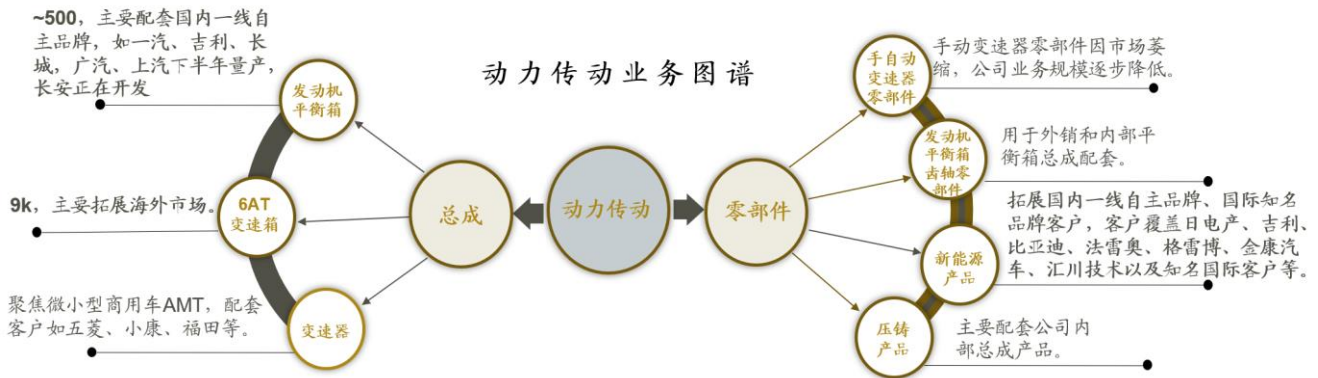 动力传动业务图谱
~500，主要配套国内一线自
主品牌，如一汽、吉利、长
城，广汽、上汽下半年量产，
长安正在开发
发动机
平衡箱
9k，主要拓展海外市场。
6AT
变速箱
聚焦微小型商用车AMT，配套
客户如五菱、小康、福田等。
变速器
总成
动力传动
零部件
手自动
变速器
零部件
手动变速器零部件因市场萎
缩，公司业务规模逐步降低。
发动机
平衡箱
齿轴零
部件
用于外销和内部平
衡箱总成配套。
新能源
产品
拓展国内一线自主品牌、国际知名
品牌客户，客户覆盖日电产、吉利、
比亚迪、法雷奥、格雷博、金康汽
车、汇川技术以及知名国际客户等。
压铸
产品
主要配套公司内
部总成产品。